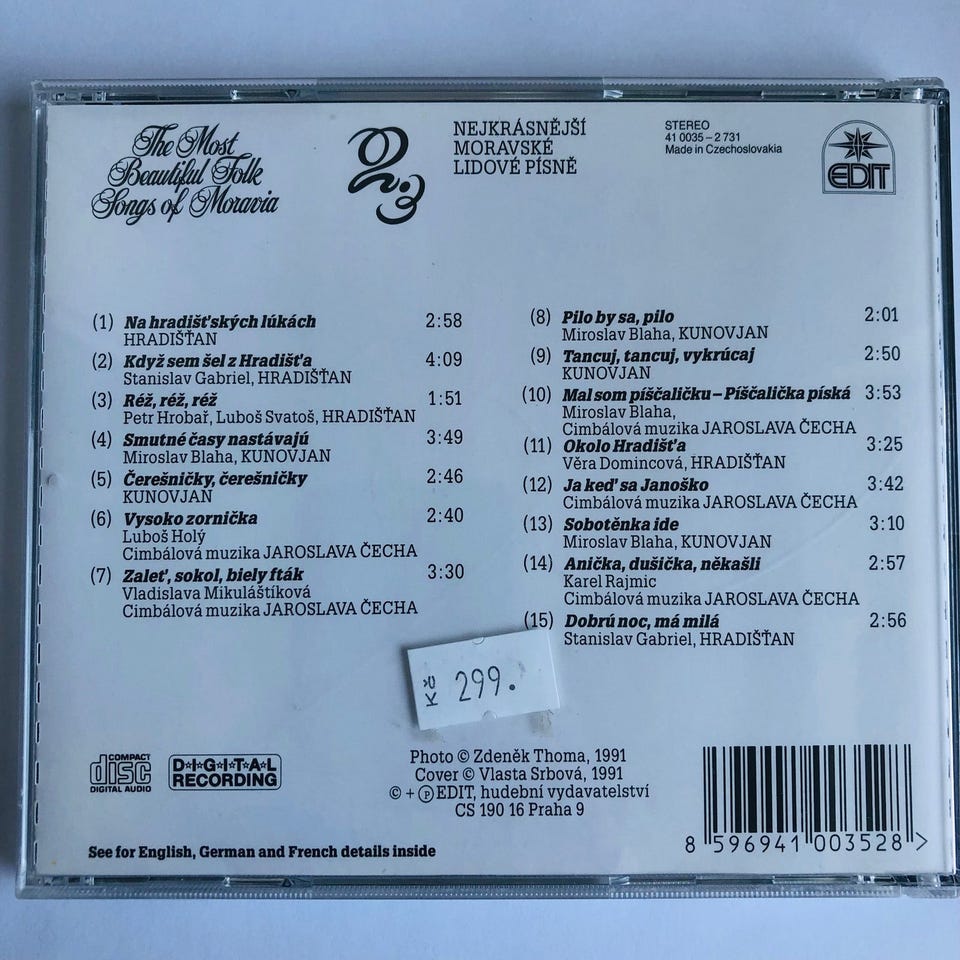 The Most
Beautiful Folk
Songs of Moravia
2.3
NEJKRÁSNĚJŠÍ
MORAVSKÉ
LIDOVÉ PÍSNĚ
STEREO
41 0035 – 2 731
Made in Czechoslovakia
EDIT
(1) Na hradišťských lúkách 2:58
HRADIŠŤAN
(2) Když sem šel z Hradišťa 4:09
Stanislav Gabriel, HRADIŠŤAN
(3) Réž, réž, réž 1:51
Petr Hrobař, Luboš Svatoš, HRADIŠŤAN
(4) Smutné časy nastávajú 3:49
Miroslav Blaha, KUNOVJAN
(5) Čerešničky, čerešničky 2:46
KUNOVJAN
(6) Vysoko zornička 2:40
Luboš Holý
Cimbálová muzika JAROSLAVA ČECHA
(7) Zaleť, sokol, biely fták 3:30
Vladislava Mikuláštíková
Cimbálová muzika JAROSLAVA ČECHA
(8) Pilo by sa, pilo 2:01
Miroslav Blaha, KUNOVJAN
(9) Tancuj, tancuj, vykrúcaj 2:50
KUNOVJAN
(10) Mal som píščaličku – Píščalička píská 3:53
Miroslav Blaha,
Cimbálová muzika JAROSLAVA ČECHA
(11) Okolo Hradišťa 3:25
Věra Domincová, HRADIŠŤAN
(12) Ja keď sa Janoško 3:42
Cimbálová muzika JAROSLAVA ČECHA
(13) Sobotěnka ide 3:10
Miroslav Blaha, KUNOVJAN
(14) Anička, dušička, někašli 2:57
Karel Rajmic
Cimbálová muzika JAROSLAVA ČECHA
(15) Dobrú noc, má milá 2:56
Stanislav Gabriel, HRADIŠŤAN
Kč 299.
COMPACT
disc
DIGITAL AUDIO
D·I·G·I·T·A·L
RECORDING
Photo © Zdeněk Thoma, 1991
Cover © Vlasta Srbová, 1991
© + ℗ EDIT, hudební vydavatelství
CS 190 16 Praha 9
See for English, German and French details inside
8 596941 003528 >